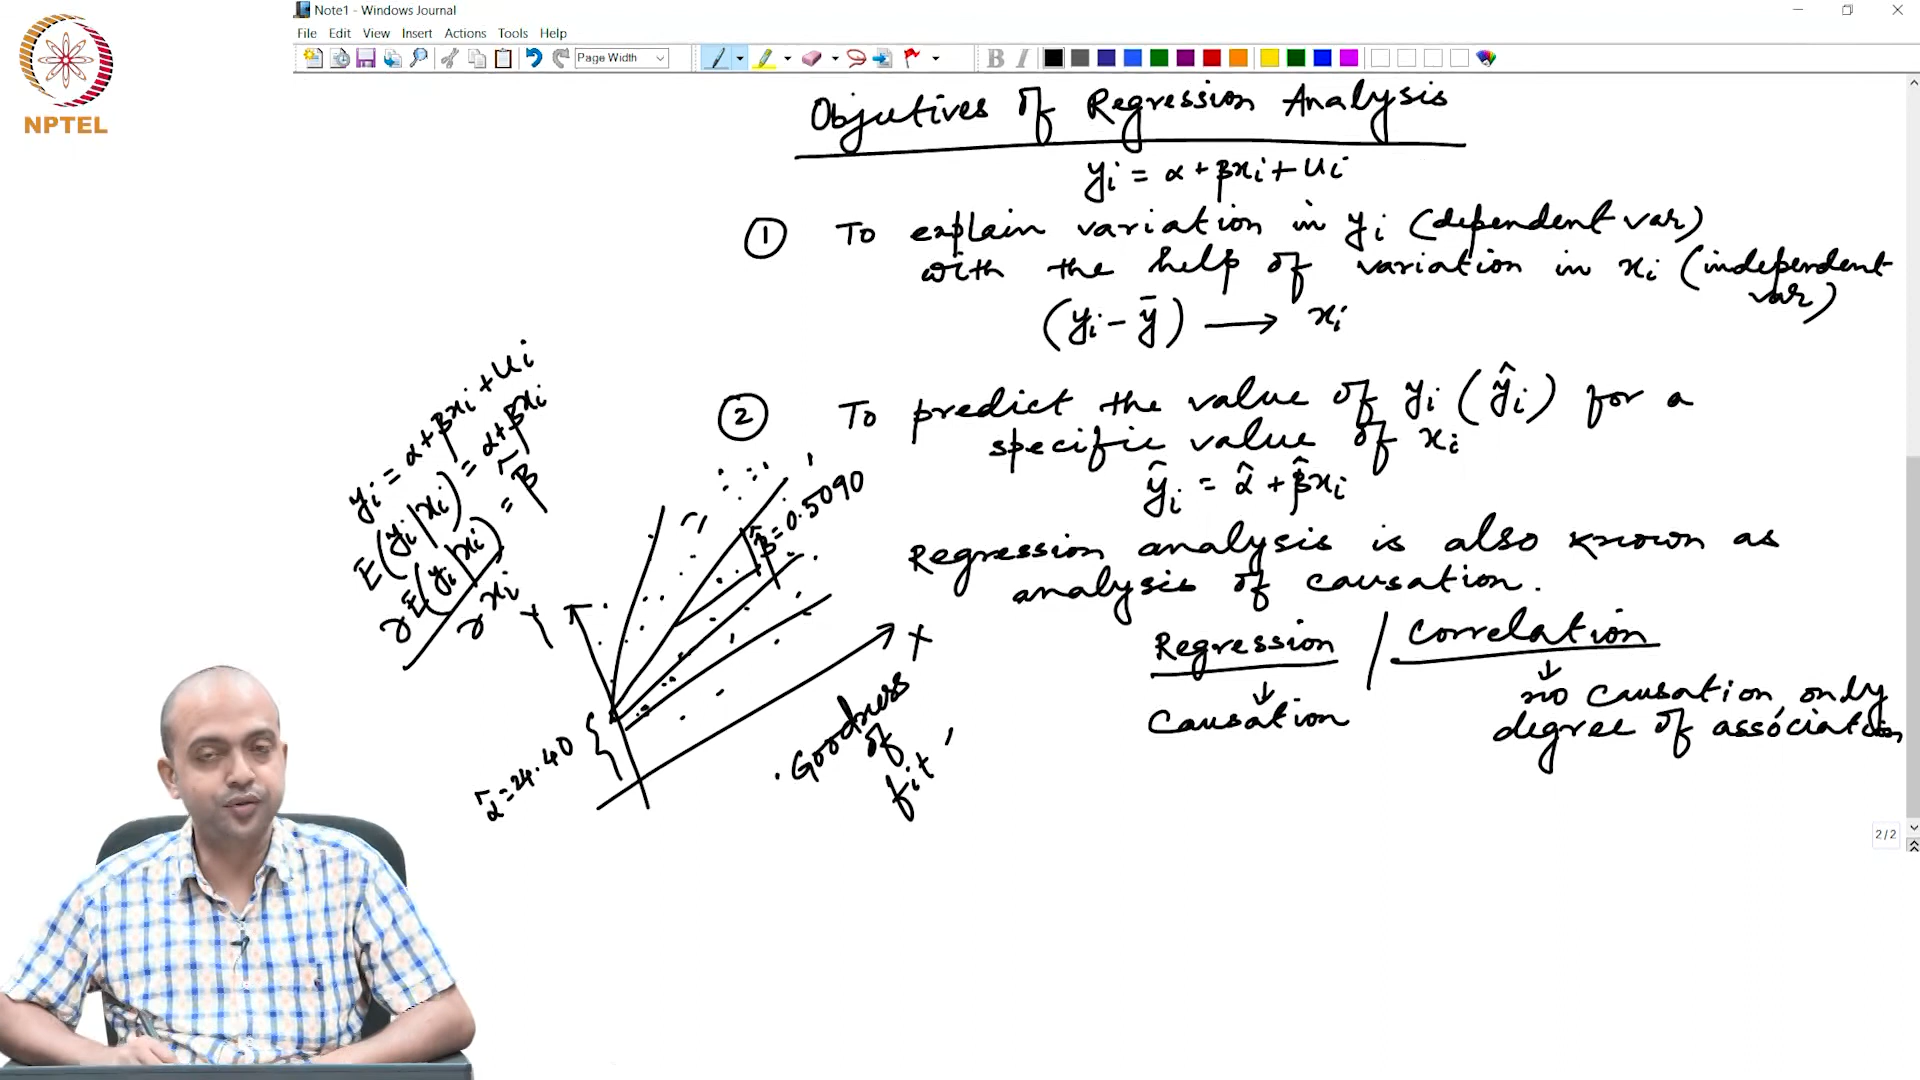 NPTEL
Note1 - Windows Journal
File Edit View Insert Actions Tools Help
Page Width
B I
Objectives of Regression Analysis
yi = α + βxi + ui
① To explain variation in yi (dependent var)
with the help of variation in xi (independent
var)
(yi - ȳ) → xi
② To predict the value of yi (ŷi) for a
specific value of xi
ŷi = α̂ + β̂xi
Regression analysis is also known as
analysis of causation.
Regression / Correlation
↓ ↓
Causation no causation, only
degree of association
yi = α + βxi + ui
E(yi|xi) = α + βxi
∂E(yi|xi) / ∂xi = β
Y
X
β̂ = 0.5090
α̂ = 24.40
Goodness
of
fit
2/2